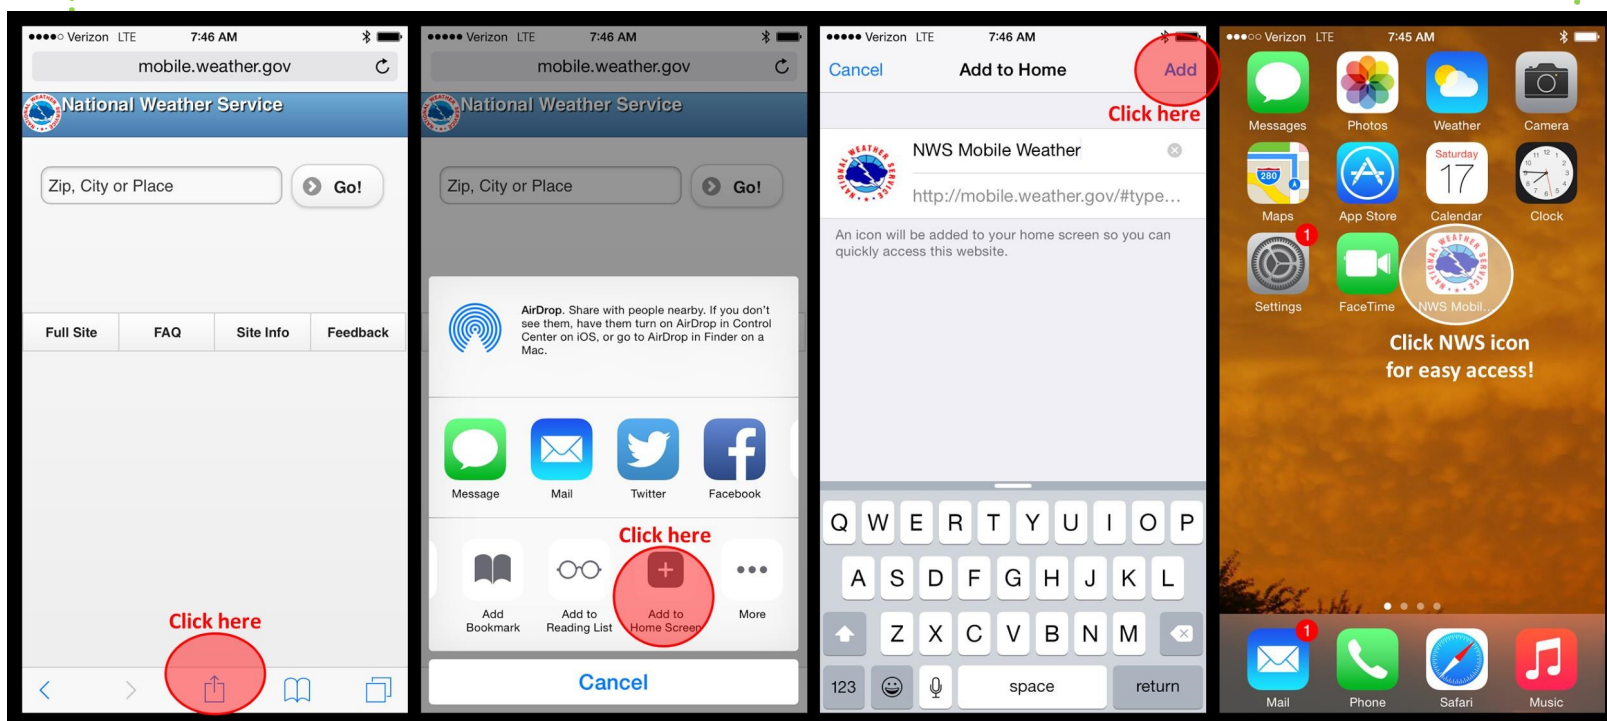 Verizon LTE 7:46 AM
mobile.weather.gov
National Weather Service
Zip, City or Place
Go!
Full Site FAQ Site Info Feedback
Click here
Verizon LTE 7:46 AM
mobile.weather.gov
National Weather Service
Zip, City or Place
Go!
AirDrop. Share with people nearby. If you don't
see them, have them turn on AirDrop in Control
Center on iOS, or go to AirDrop in Finder on a
Mac.
Message Mail Twitter Facebook
Click here
Add
Bookmark
Add to
Reading List
Add to
Home Screen
More
Cancel
Verizon LTE 7:46 AM
Cancel Add to Home Add
Click here
NATIONAL WEATHER SERVICE
NWS Mobile Weather
http://mobile.weather.gov/#type...
An icon will be added to your home screen so you can
quickly access this website.
Q W E R T Y U I O P
A S D F G H J K L
Z X C V B N M
123 space return
Verizon LTE 7:45 AM
Messages Photos Weather Camera
280
Saturday
17
Maps App Store Calendar Clock
1
NATIONAL WEATHER SERVICE
Settings FaceTime NWS Mobil...
Click NWS icon
for easy access!
1
Mail Phone Safari Music